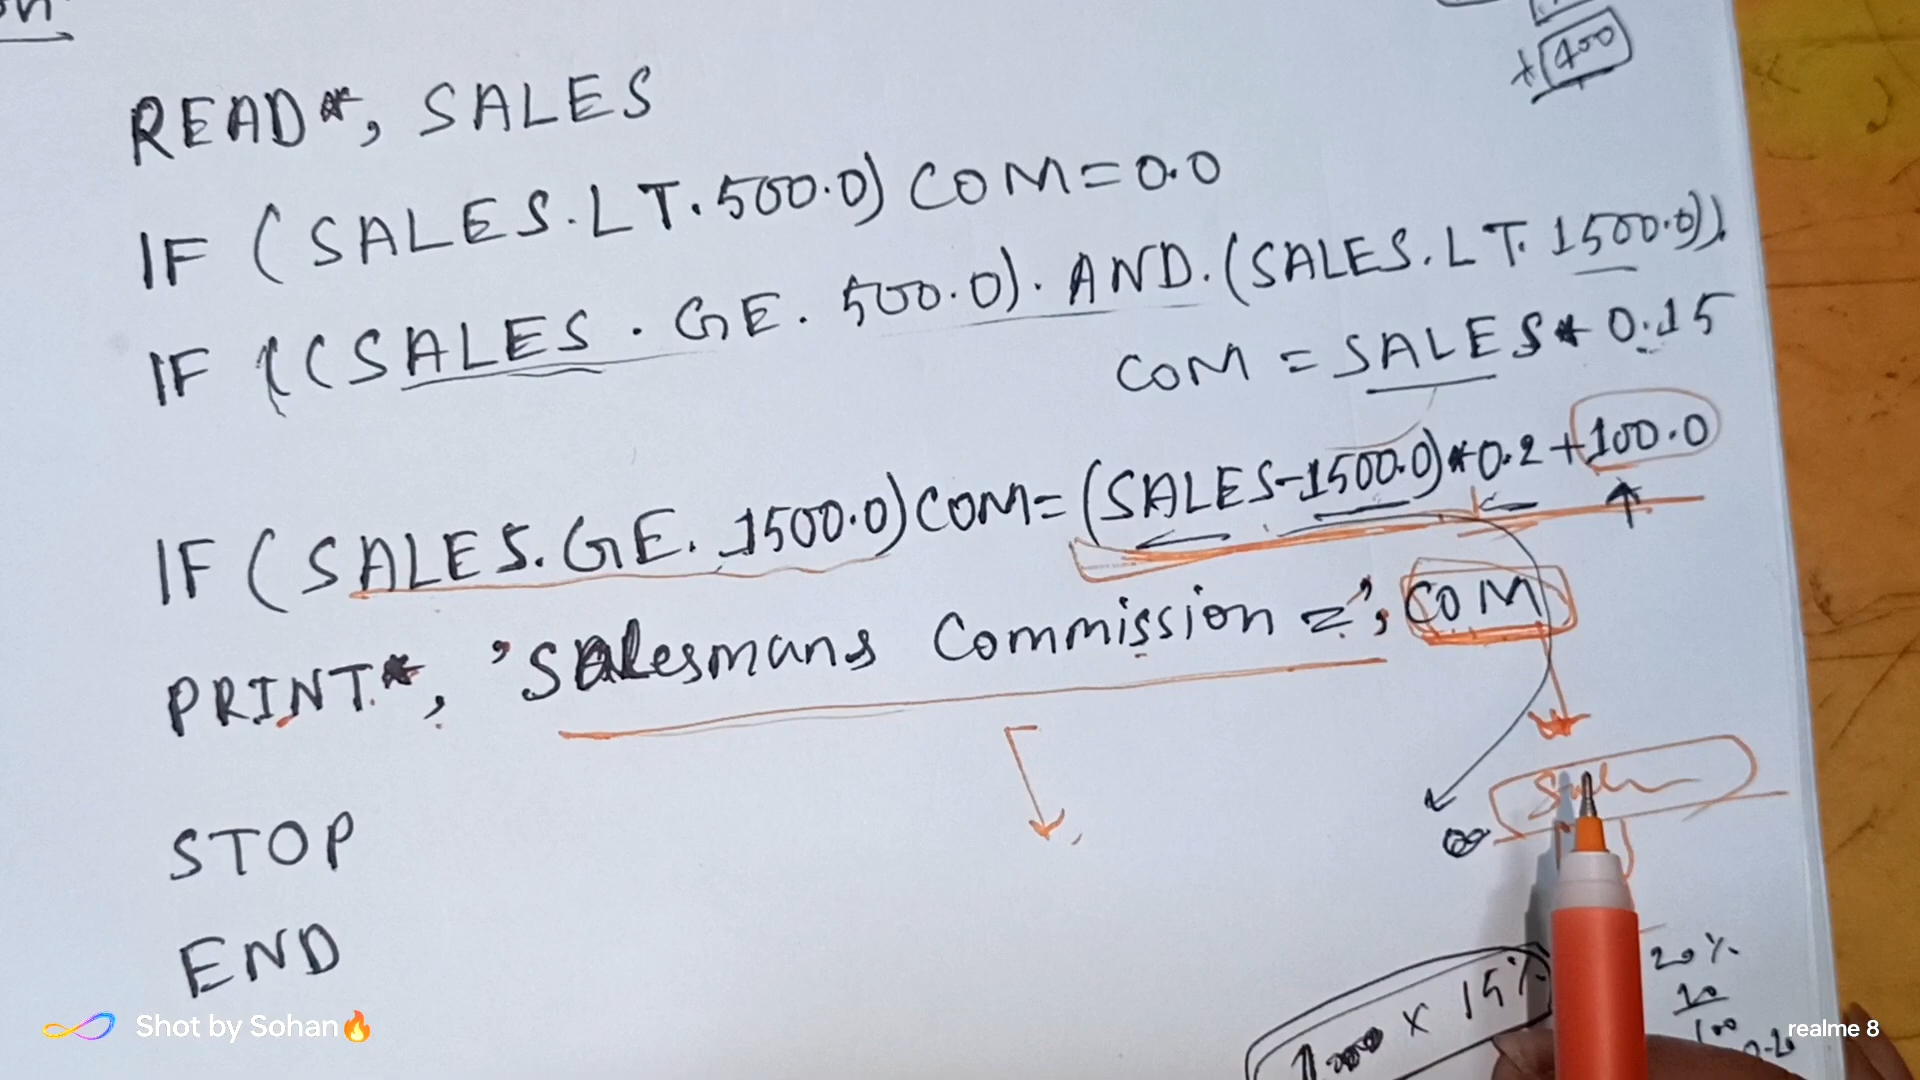 +400
READ*, SALES
IF (SALES.LT.500.0) COM=0.0
IF ((SALES.GE.500.0).AND.(SALES.LT.1500.0))
COM = SALES*0.15
IF (SALES.GE.1500.0) COM=(SALES-1500.0)*0.2+100.0
PRINT*, 'Salesmans Commission =', COM
STOP
END
20%
x 15%
Shot by Sohan🔥
realme 8